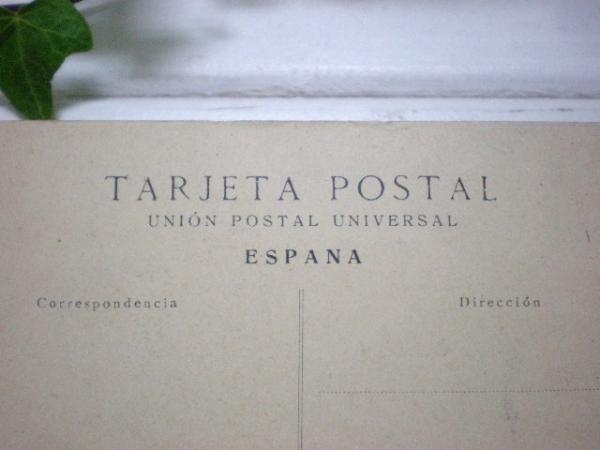 TARJETA POSTAL
UNIÓN POSTAL UNIVERSAL
ESPANA
Correspondencia
Dirección